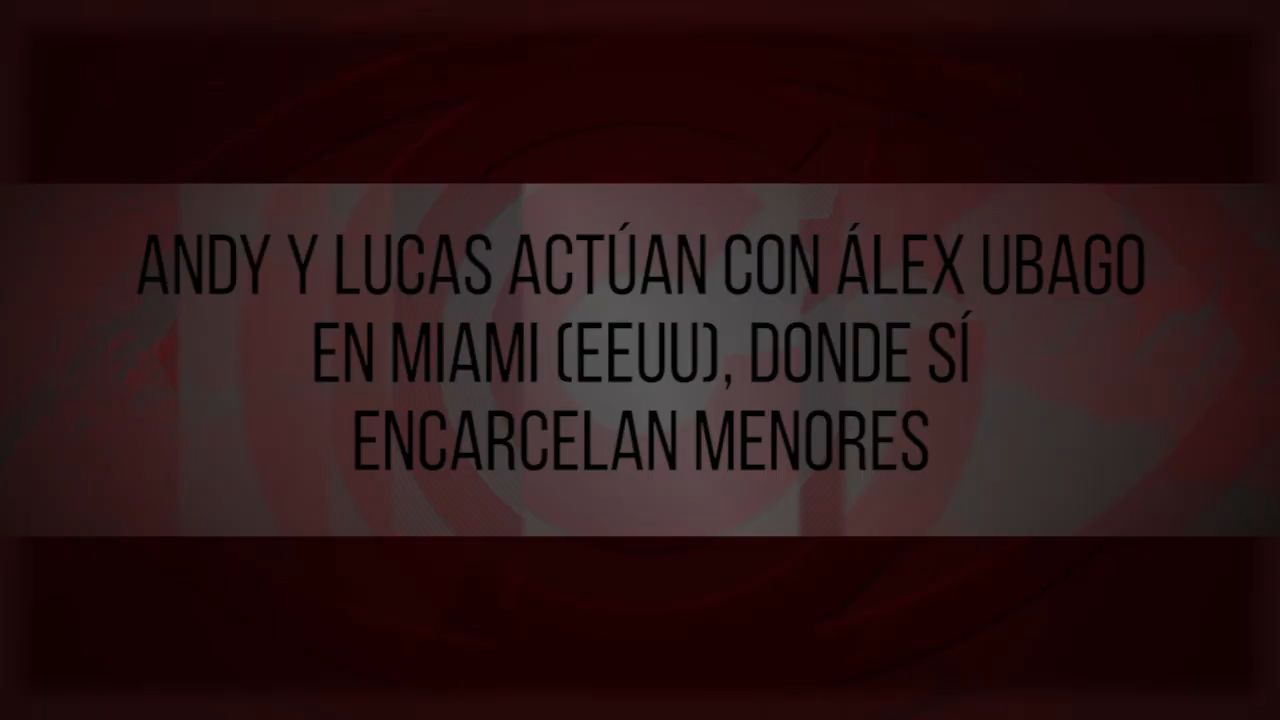 ANDY Y LUCAS ACTÚAN CON ÁLEX UBAGO
EN MIAMI (EEUU), DONDE SÍ
ENCARCELAN MENORES